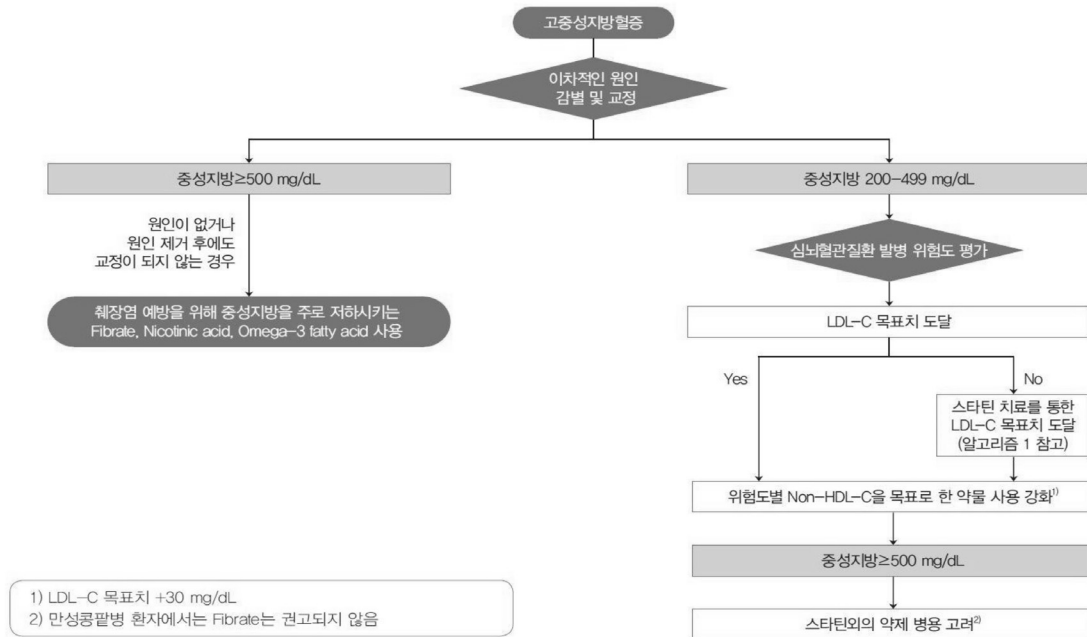 고중성지방혈증
이차적인 원인
감별 및 교정
중성지방≥500 mg/dL
원인이 없거나
원인 제거 후에도
교정이 되지 않는 경우
췌장염 예방을 위해 중성지방을 주로 저하시키는
Fibrate, Nicotinic acid, Omega-3 fatty acid 사용
중성지방 200-499 mg/dL
심뇌혈관질환 발병 위험도 평가
LDL-C 목표치 도달
Yes
No
스타틴 치료를 통한
LDL-C 목표치 도달
(알고리즘 1 참고)
위험도별 Non-HDL-C을 목표로 한 약물 사용 강화1)
중성지방≥500 mg/dL
스타틴외의 약제 병용 고려2)
1) LDL-C 목표치 +30 mg/dL
2) 만성콩팥병 환자에서는 Fibrate는 권고되지 않음